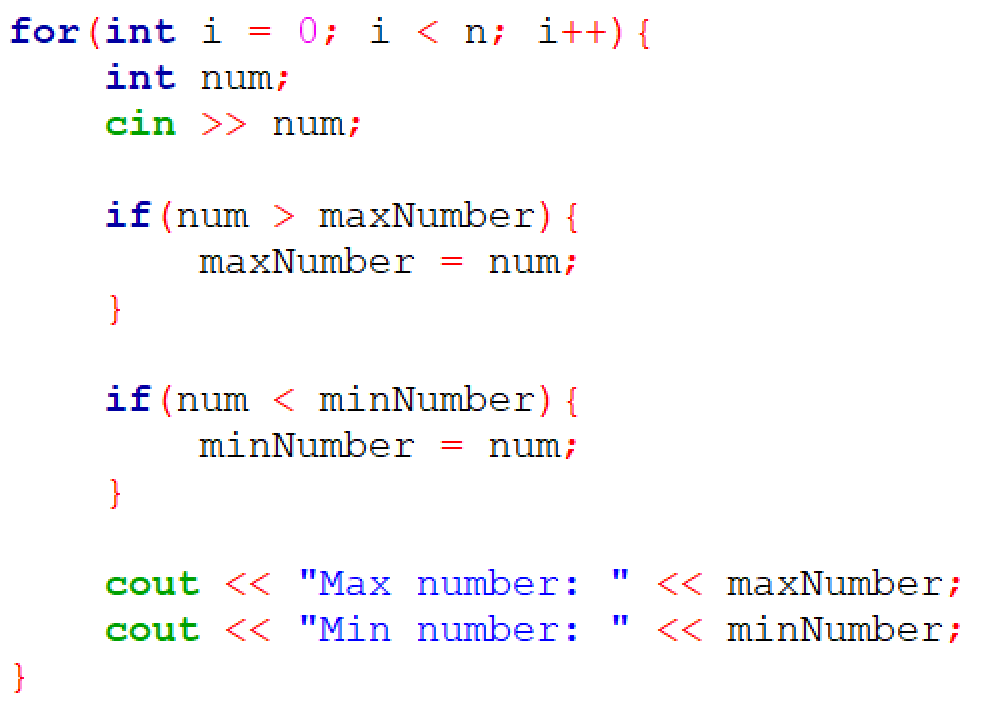 for(int i = 0; i < n; i++){
    int num;
    cin >> num;

    if(num > maxNumber){
        maxNumber = num;
    }

    if(num < minNumber){
        minNumber = num;
    }

    cout << "Max number: " << maxNumber;
    cout << "Min number: " << minNumber;
}